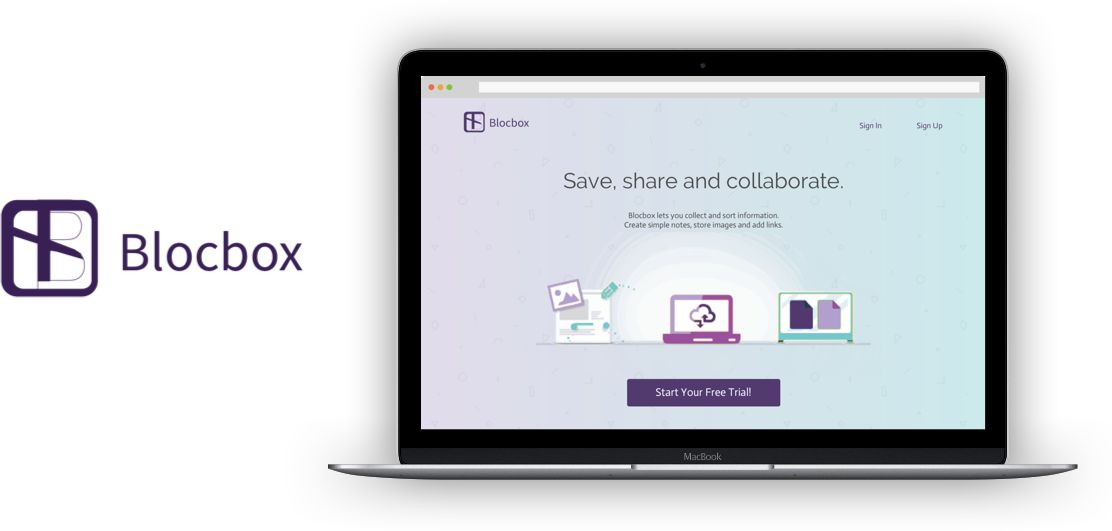 Blocbox
Blocbox
Sign In
Sign Up
Save, share and collaborate.
Blocbox lets you collect and sort information.
Create simple notes, store images and add links.
Start Your Free Trial!
MacBook